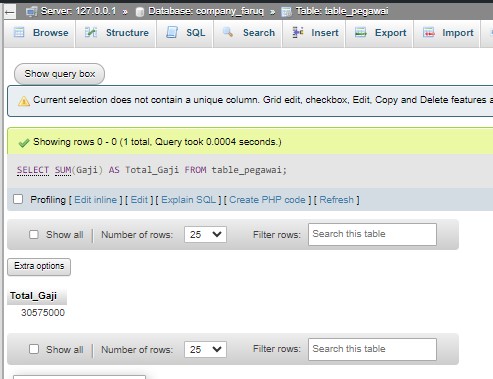 Server: 127.0.0.1 » Database: company_faruq » Table: table_pegawai
Browse Structure SQL Search Insert Export Import
Show query box
Current selection does not contain a unique column. Grid edit, checkbox, Edit, Copy and Delete features a
Showing rows 0 - 0 (1 total, Query took 0.0004 seconds.)
SELECT SUM(Gaji) AS Total_Gaji FROM table_pegawai;
Profiling [ Edit inline ] [ Edit ] [ Explain SQL ] [ Create PHP code ] [ Refresh ]
Show all | Number of rows: 25 Filter rows: Search this table
Extra options
Total_Gaji
30575000
Show all | Number of rows: 25 Filter rows: Search this table